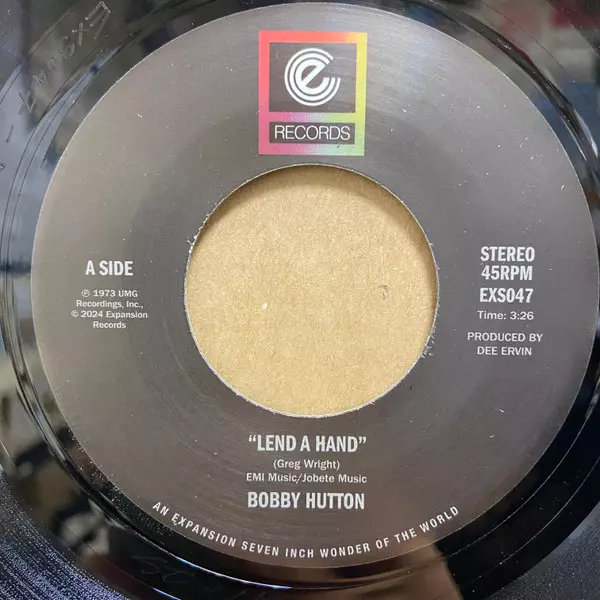 e
RECORDS
A SIDE
℗ 1973 UMG
Recordings, Inc.,
© 2024 Expansion
Records
STEREO
45RPM
EXS047
Time: 3:26
PRODUCED BY
DEE ERVIN
“LEND A HAND”
(Greg Wright)
EMI Music/Jobete Music
BOBBY HUTTON
AN EXPANSION SEVEN INCH WONDER OF THE WORLD